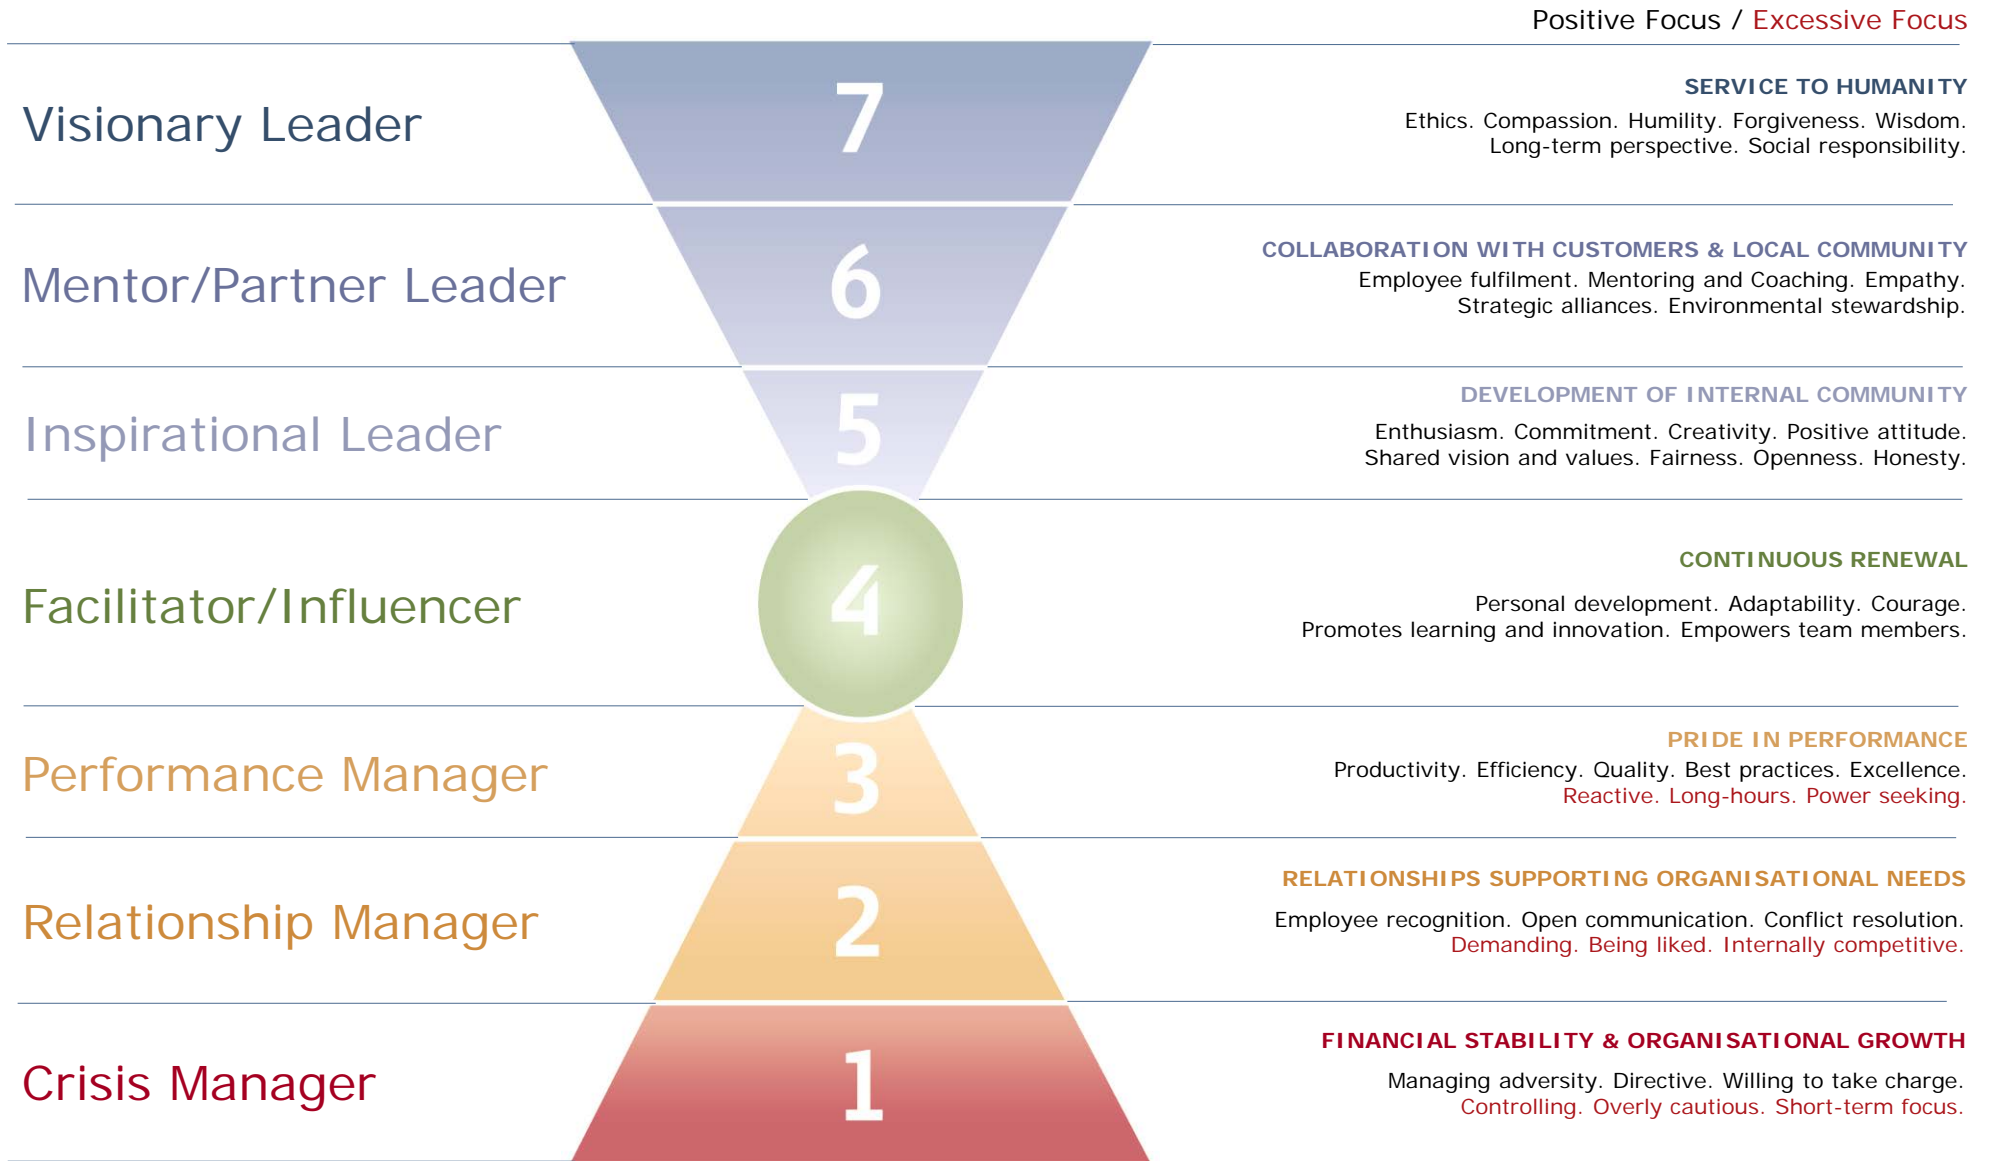 Positive Focus / Excessive Focus
Visionary Leader
7
SERVICE TO HUMANITY
Ethics. Compassion. Humility. Forgiveness. Wisdom.
Long-term perspective. Social responsibility.
Mentor/Partner Leader
6
COLLABORATION WITH CUSTOMERS & LOCAL COMMUNITY
Employee fulfilment. Mentoring and Coaching. Empathy.
Strategic alliances. Environmental stewardship.
Inspirational Leader
5
DEVELOPMENT OF INTERNAL COMMUNITY
Enthusiasm. Commitment. Creativity. Positive attitude.
Shared vision and values. Fairness. Openness. Honesty.
Facilitator/Influencer
4
CONTINUOUS RENEWAL
Personal development. Adaptability. Courage.
Promotes learning and innovation. Empowers team members.
Performance Manager
3
PRIDE IN PERFORMANCE
Productivity. Efficiency. Quality. Best practices. Excellence.
Reactive. Long-hours. Power seeking.
Relationship Manager
2
RELATIONSHIPS SUPPORTING ORGANISATIONAL NEEDS
Employee recognition. Open communication. Conflict resolution.
Demanding. Being liked. Internally competitive.
Crisis Manager
1
FINANCIAL STABILITY & ORGANISATIONAL GROWTH
Managing adversity. Directive. Willing to take charge.
Controlling. Overly cautious. Short-term focus.